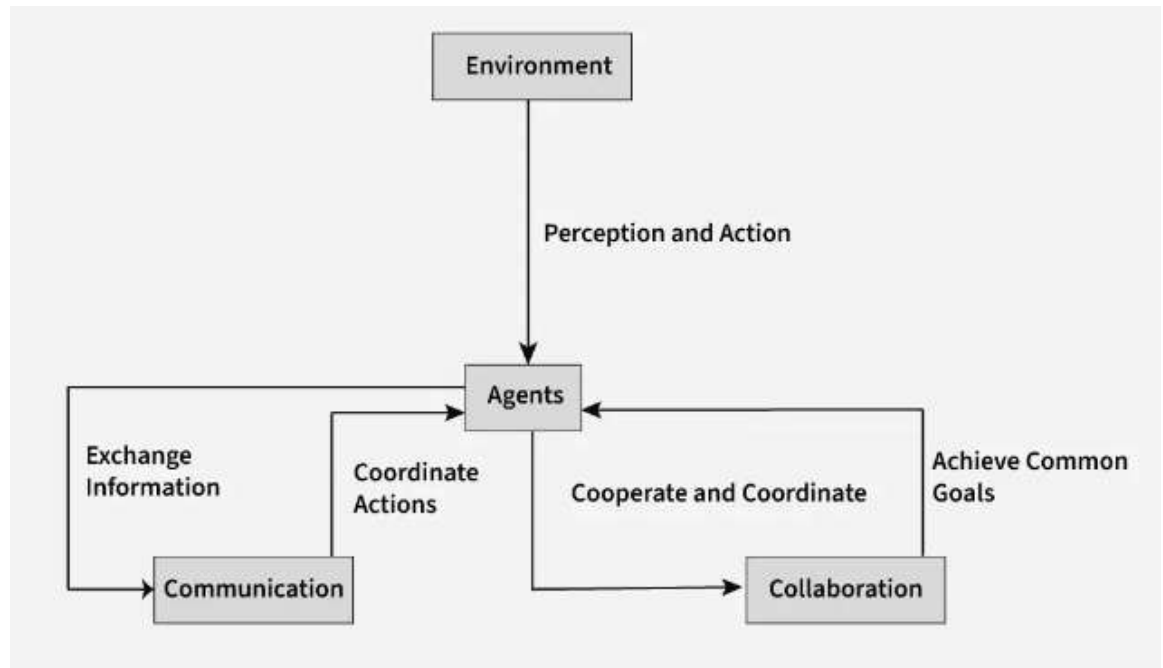 Environment
Perception and Action
Agents
Exchange
Information
Coordinate
Actions
Cooperate and Coordinate
Achieve Common
Goals
Communication
Collaboration